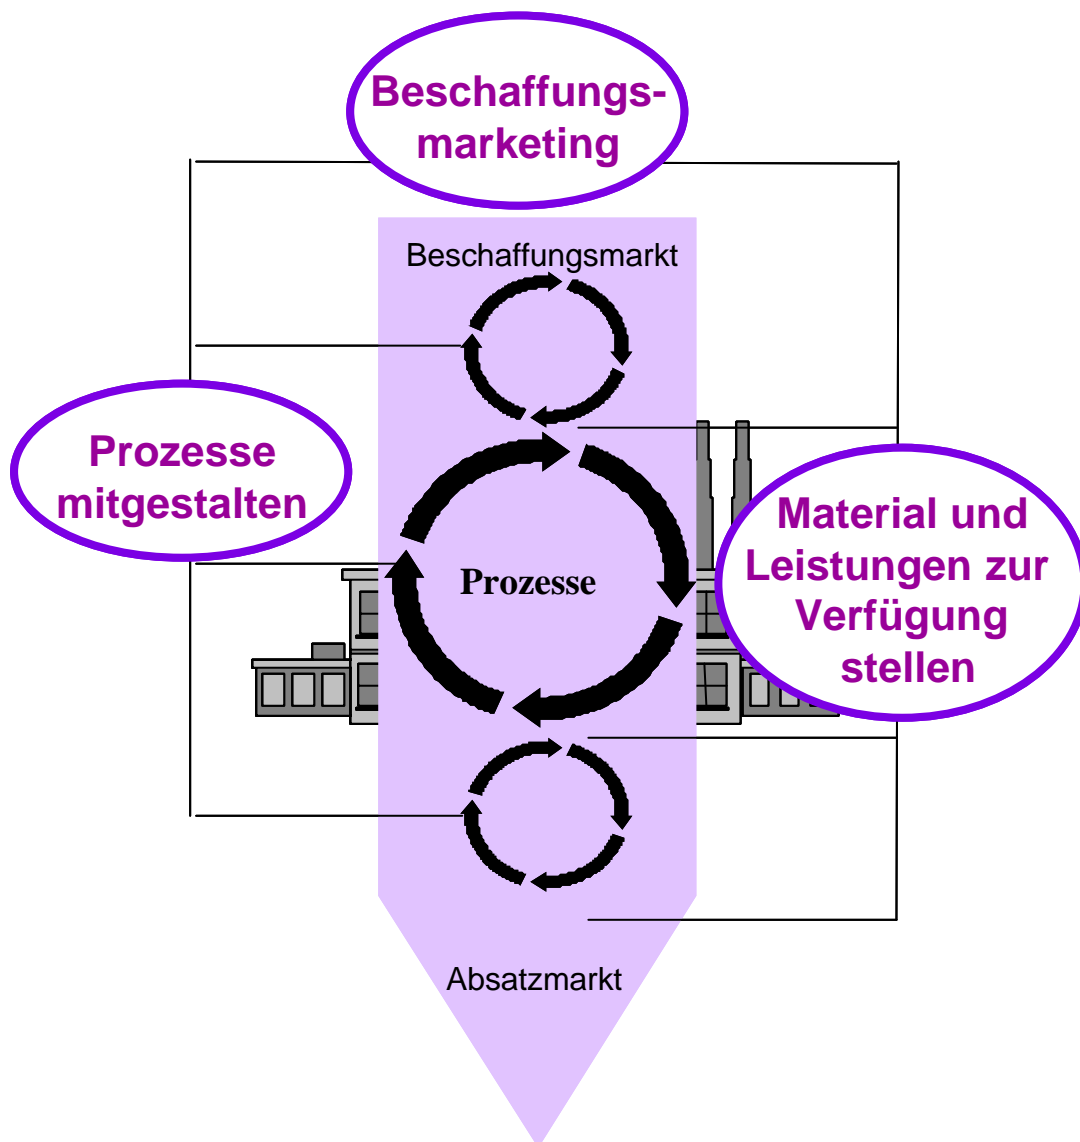 Beschaffungs-
marketing
Beschaffungsmarkt
Prozesse
mitgestalten
Prozesse
Material und
Leistungen zur
Verfügung
stellen
Absatzmarkt